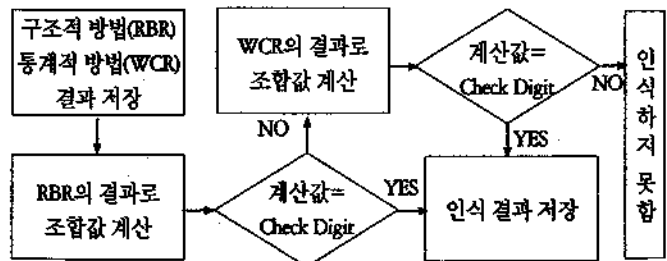 구조적 방법(RBR)
통계적 방법(WCR)
결과 저장
RBR의 결과로
조합값 계산
계산값=
Check Digit
NO
YES
WCR의 결과로
조합값 계산
계산값=
Check Digit
NO
YES
인식 결과 저장
인식하지 못함